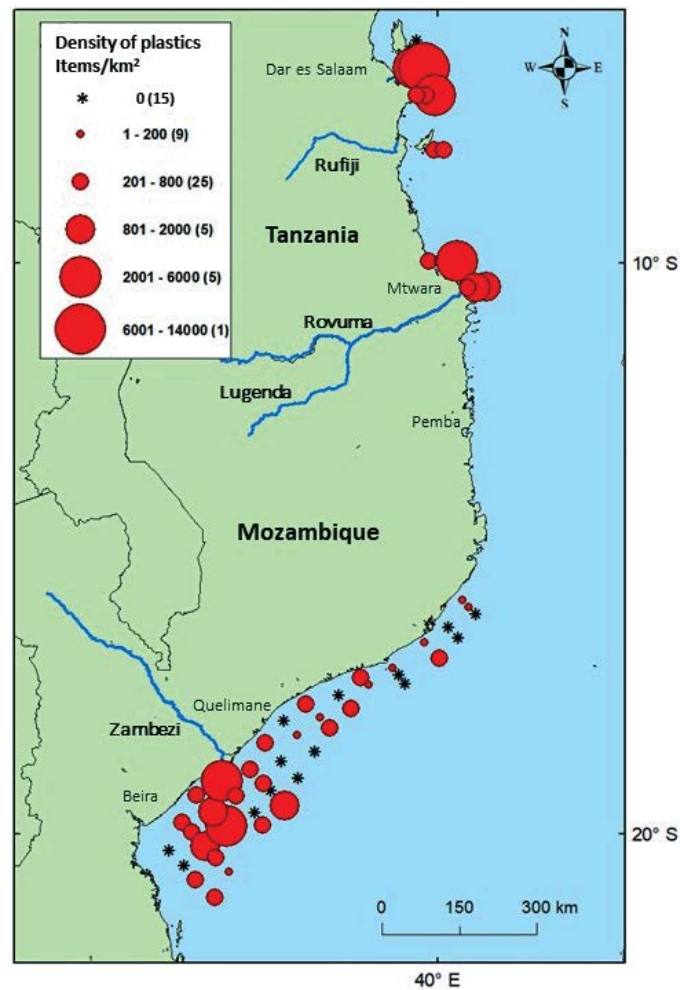 Density of plastics
Items/km²
0 (15)
1 - 200 (9)
201 - 800 (25)
801 - 2000 (5)
2001 - 6000 (5)
6001 - 14000 (1)
N
W E
S
Dar es Salaam
Rufiji
Tanzania
10° S
Mtwara
Rovuma
Lugenda
Pemba
Mozambique
Quelimane
Zambezi
Beira
20° S
0 150 300 km
40° E